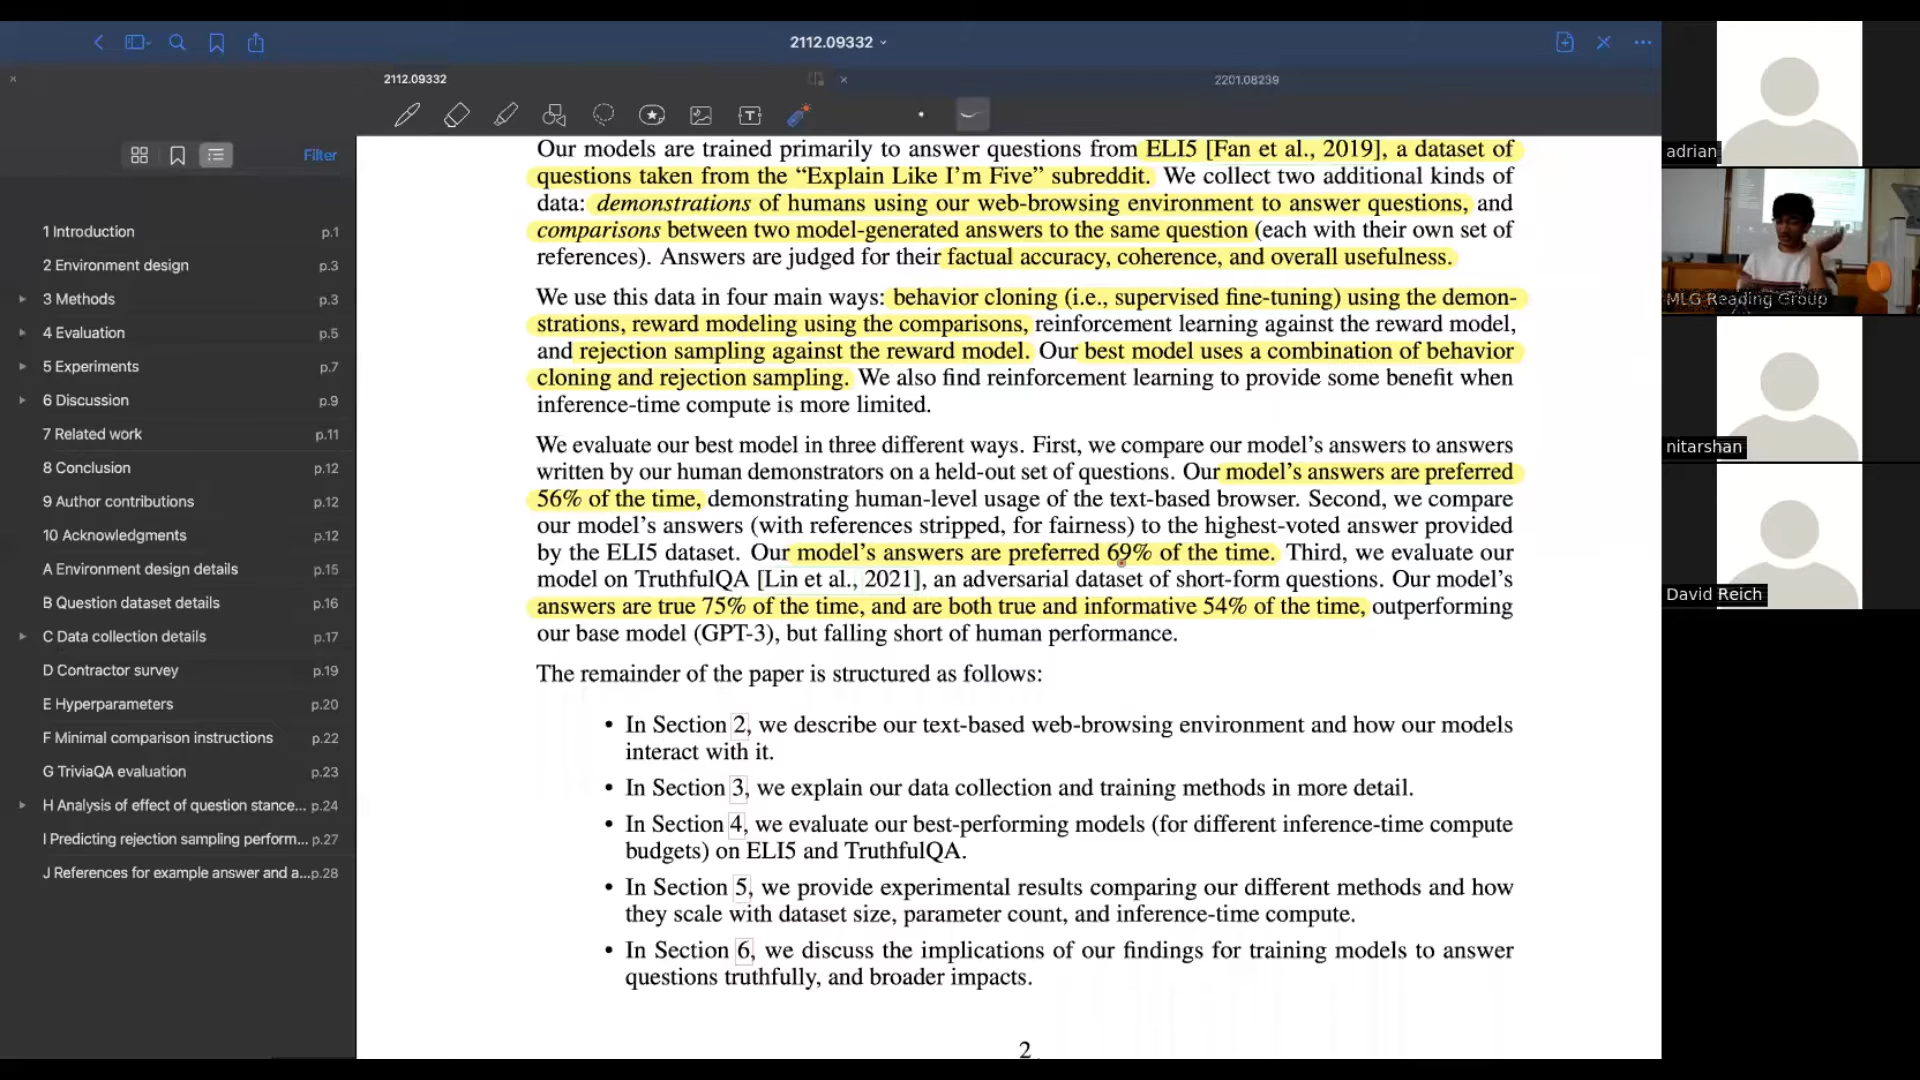 2112.09332
2112.09332
2201.08239
Filter
1 Introduction p.1
2 Environment design p.3
3 Methods p.3
4 Evaluation p.5
5 Experiments p.7
6 Discussion p.9
7 Related work p.11
8 Conclusion p.12
9 Author contributions p.12
10 Acknowledgments p.12
A Environment design details p.15
B Question dataset details p.16
C Data collection details p.17
D Contractor survey p.19
E Hyperparameters p.20
F Minimal comparison instructions p.22
G TriviaQA evaluation p.23
H Analysis of effect of question stance... p.24
I Predicting rejection sampling perform... p.27
J References for example answer and a...p.28
Our models are trained primarily to answer questions from ELI5 [Fan et al., 2019], a dataset of
questions taken from the “Explain Like I’m Five” subreddit. We collect two additional kinds of
data: demonstrations of humans using our web-browsing environment to answer questions, and
comparisons between two model-generated answers to the same question (each with their own set of
references). Answers are judged for their factual accuracy, coherence, and overall usefulness.
We use this data in four main ways: behavior cloning (i.e., supervised fine-tuning) using the demon-
strations, reward modeling using the comparisons, reinforcement learning against the reward model,
and rejection sampling against the reward model. Our best model uses a combination of behavior
cloning and rejection sampling. We also find reinforcement learning to provide some benefit when
inference-time compute is more limited.
We evaluate our best model in three different ways. First, we compare our model’s answers to answers
written by our human demonstrators on a held-out set of questions. Our model’s answers are preferred
56% of the time, demonstrating human-level usage of the text-based browser. Second, we compare
our model’s answers (with references stripped, for fairness) to the highest-voted answer provided
by the ELI5 dataset. Our model’s answers are preferred 69% of the time. Third, we evaluate our
model on TruthfulQA [Lin et al., 2021], an adversarial dataset of short-form questions. Our model’s
answers are true 75% of the time, and are both true and informative 54% of the time, outperforming
our base model (GPT-3), but falling short of human performance.
The remainder of the paper is structured as follows:
• In Section 2, we describe our text-based web-browsing environment and how our models
interact with it.
• In Section 3, we explain our data collection and training methods in more detail.
• In Section 4, we evaluate our best-performing models (for different inference-time compute
budgets) on ELI5 and TruthfulQA.
• In Section 5, we provide experimental results comparing our different methods and how
they scale with dataset size, parameter count, and inference-time compute.
• In Section 6, we discuss the implications of our findings for training models to answer
questions truthfully, and broader impacts.
2
adrian
MLG Reading Group
nitarshan
David Reich